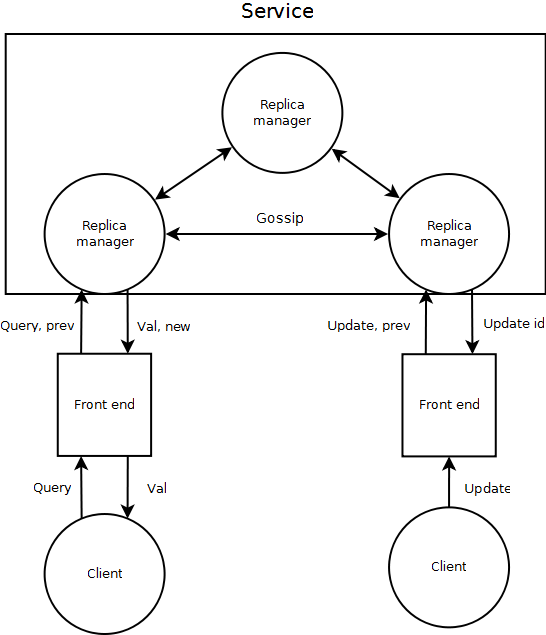 Service
Replica
manager
Replica
manager
Gossip
Replica
manager
Query, prev
Val, new
Update, prev
Update id
Front end
Front end
Query
Val
Update
Client
Client